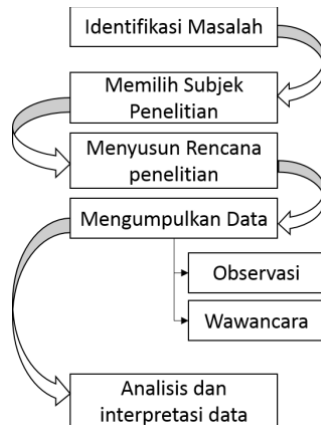 Identifikasi Masalah
Memilih Subjek
Penelitian
Menyusun Rencana
penelitian
Mengumpulkan Data
Observasi
Wawancara
Analisis dan
interpretasi data